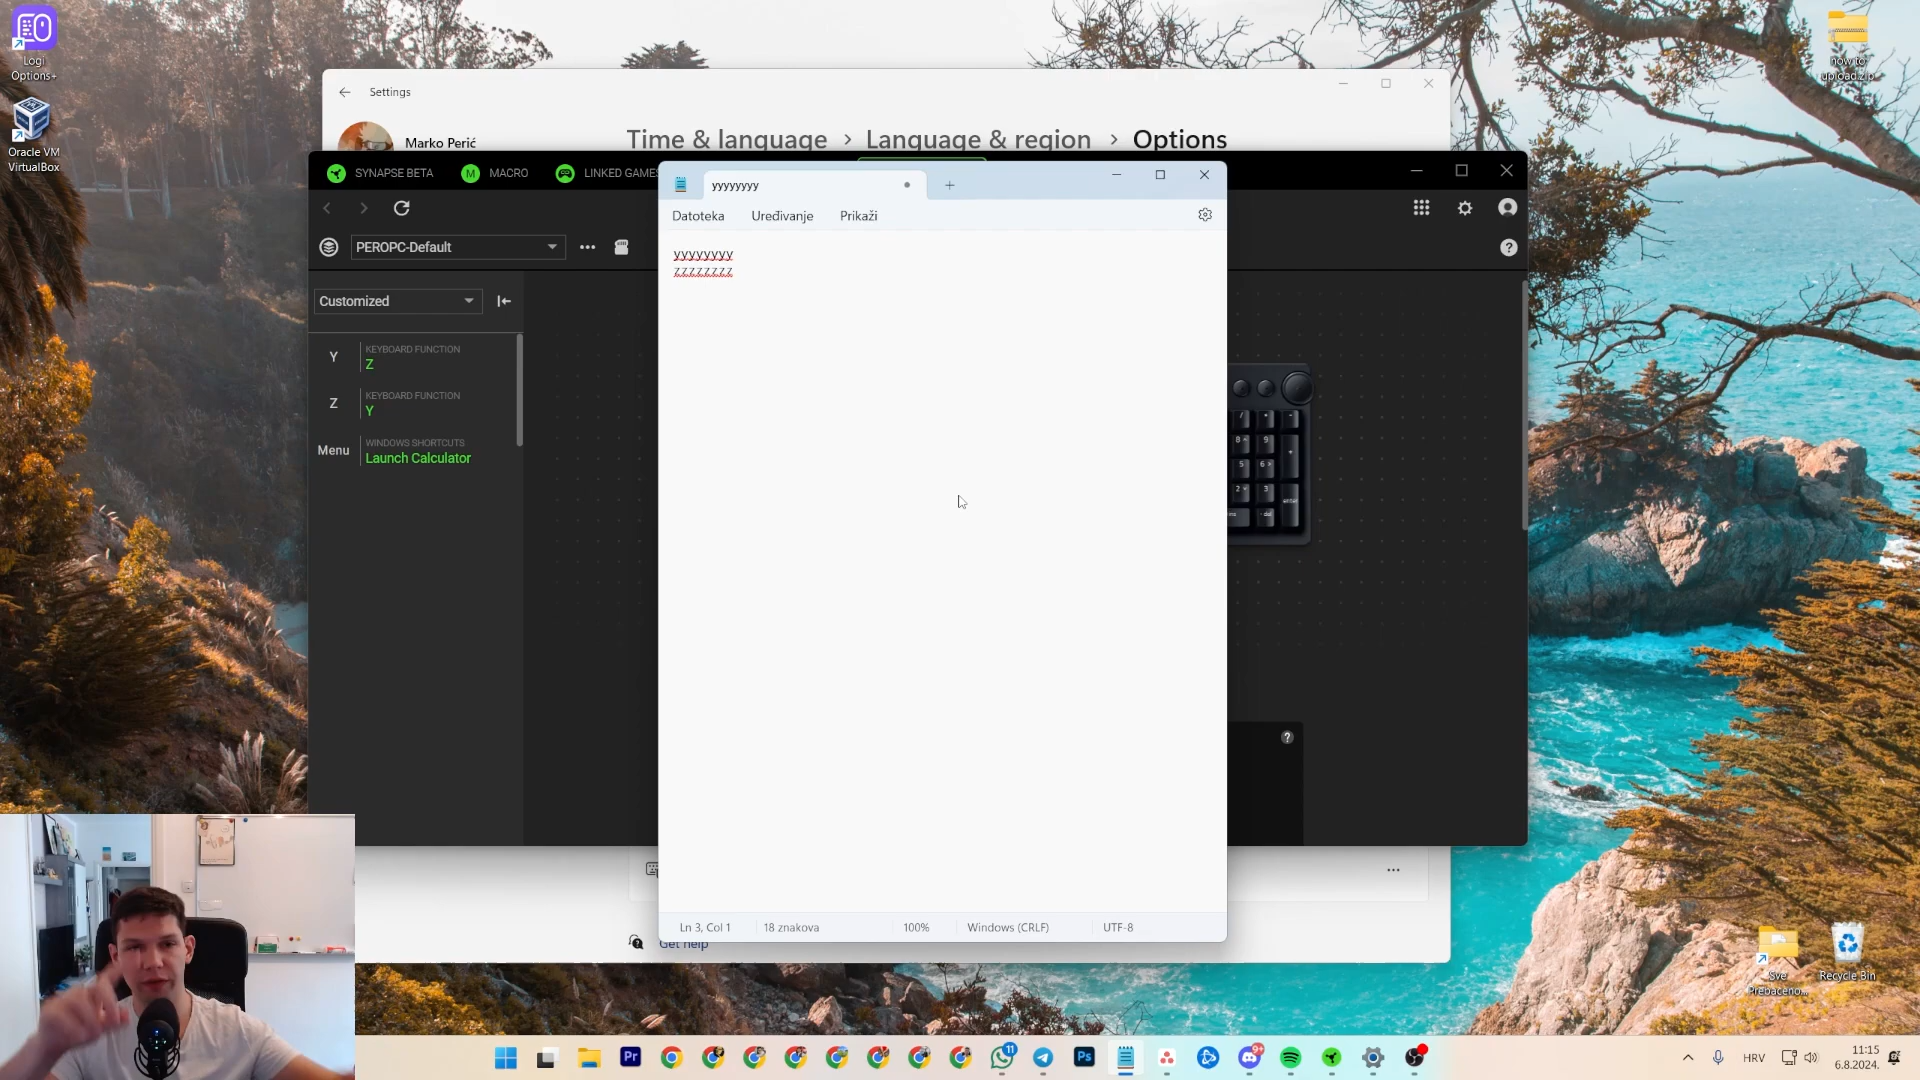 Logi
Options+
Oracle VM
VirtualBox
now to
upload.zip
Settings
Marko Perić
Time & language > Language & region > Options
SYNAPSE BETA
MACRO
LINKED GAMES
PEROPC-Default
Customized
Y
KEYBOARD FUNCTION
Z
Z
KEYBOARD FUNCTION
Y
Menu
WINDOWS SHORTCUTS
Launch Calculator
yyyyyyyy
Datoteka
Uređivanje
Prikaži
yyyyyyyy
zzzzzzzz
Ln 3, Col 1
18 znakova
100%
Windows (CRLF)
UTF-8
Get help
Sve
Prebaceno...
Recycle Bin
HRV
11:15
6.8.2024.